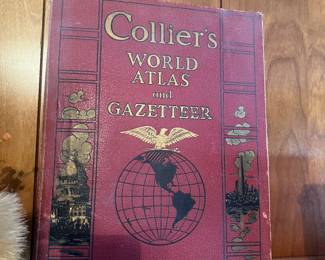 Collier's
WORLD
ATLAS
and
GAZETTEER